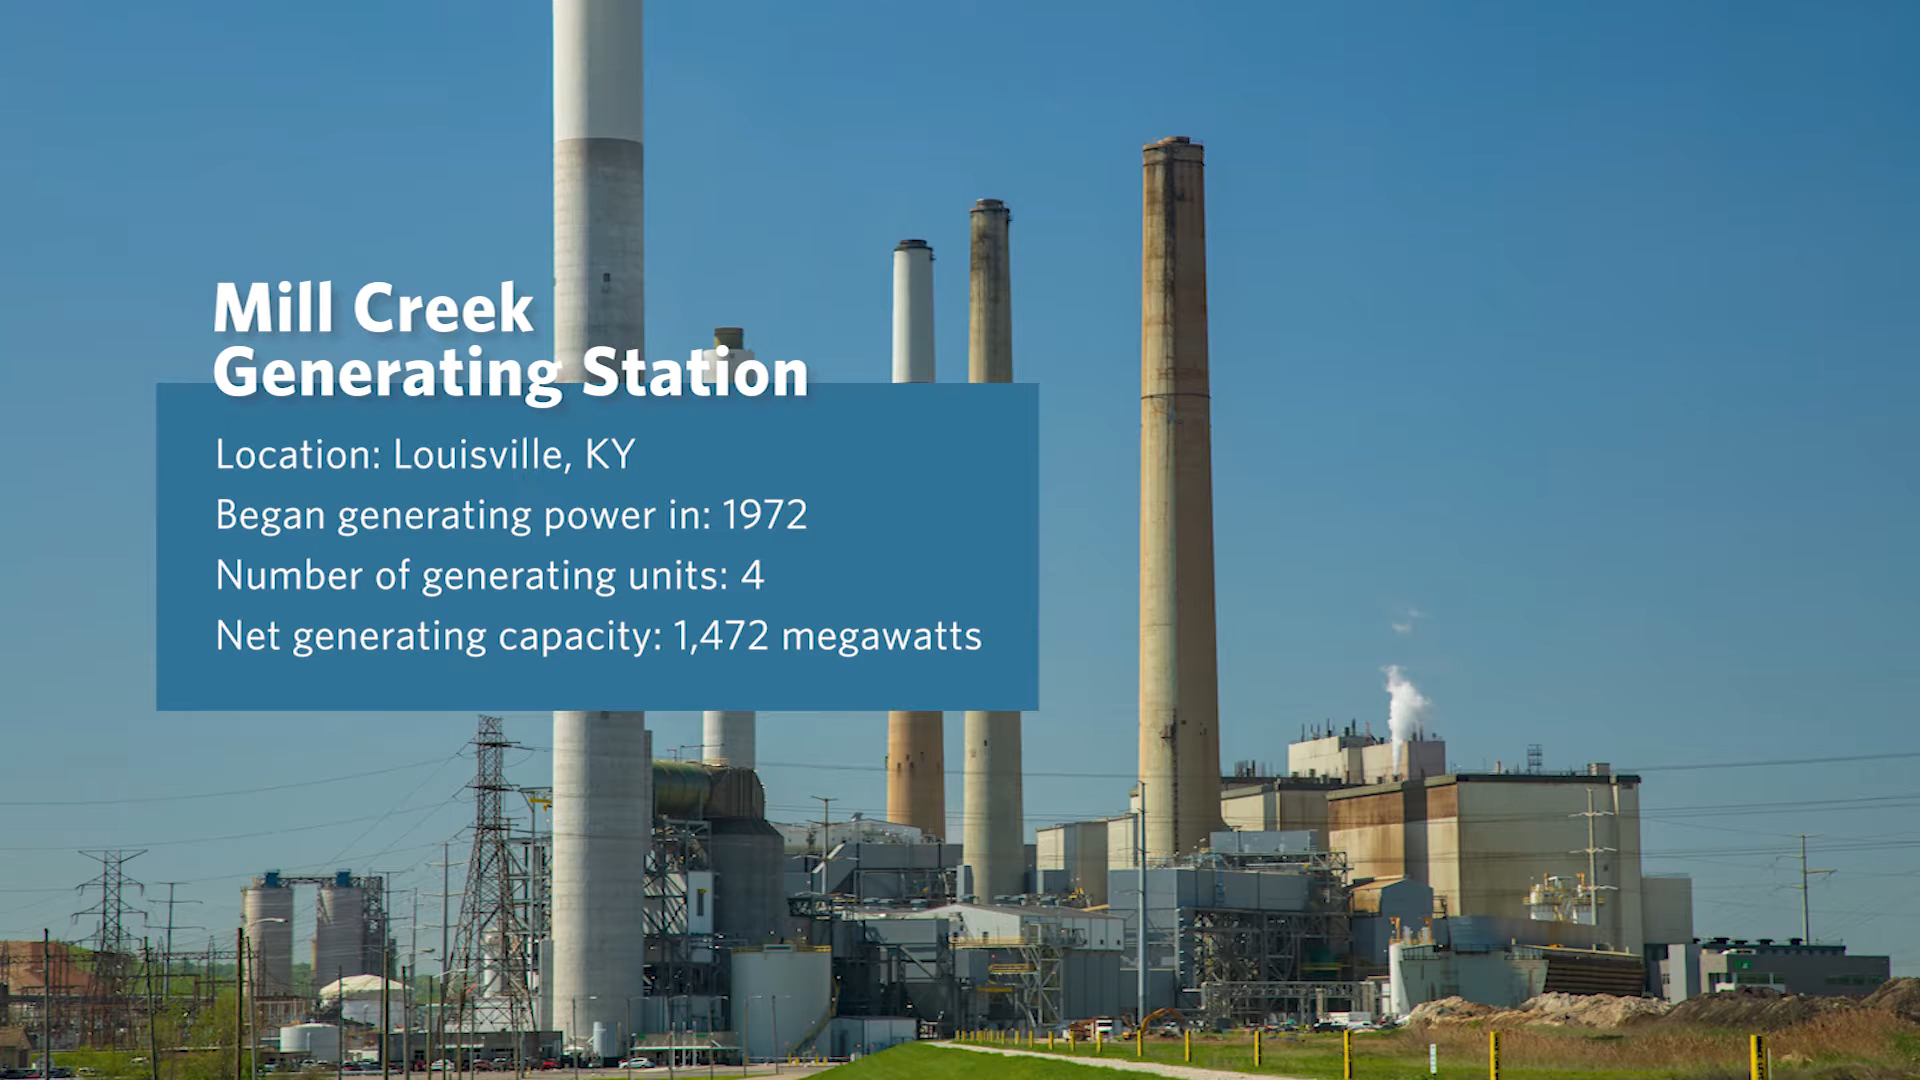 Mill Creek
Generating Station
Location: Louisville, KY
Began generating power in: 1972
Number of generating units: 4
Net generating capacity: 1,472 megawatts